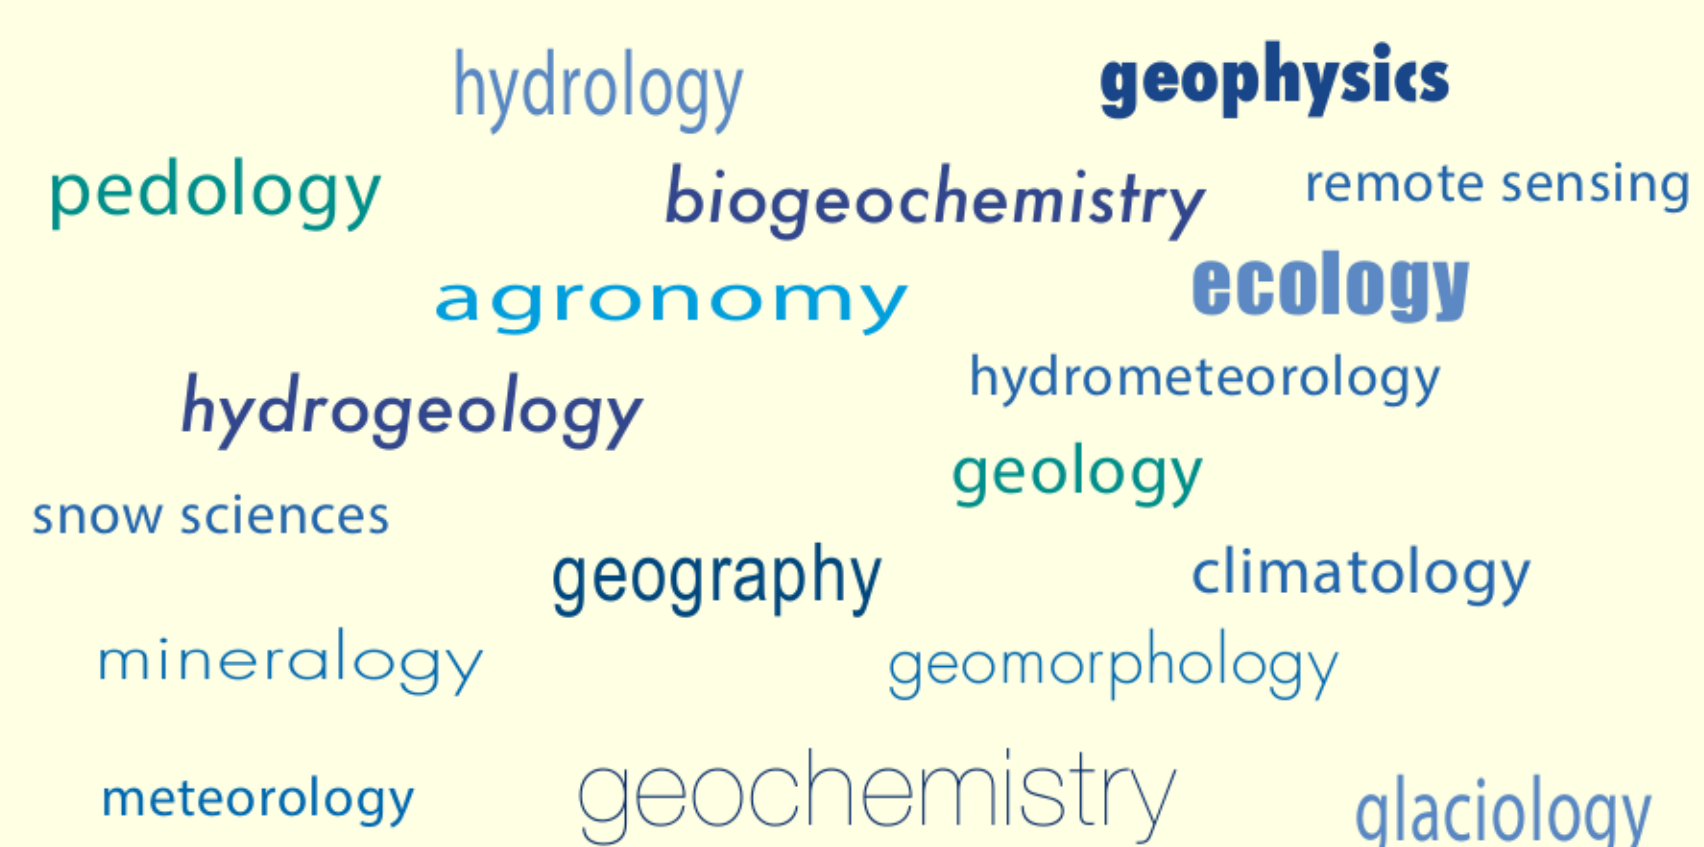 hydrology
geophysics
pedology
biogeochemistry
remote sensing
agronomy
ecology
hydrogeology
hydrometeorology
geology
snow sciences
geography
climatology
mineralogy
geomorphology
meteorology
geochemistry
glaciology